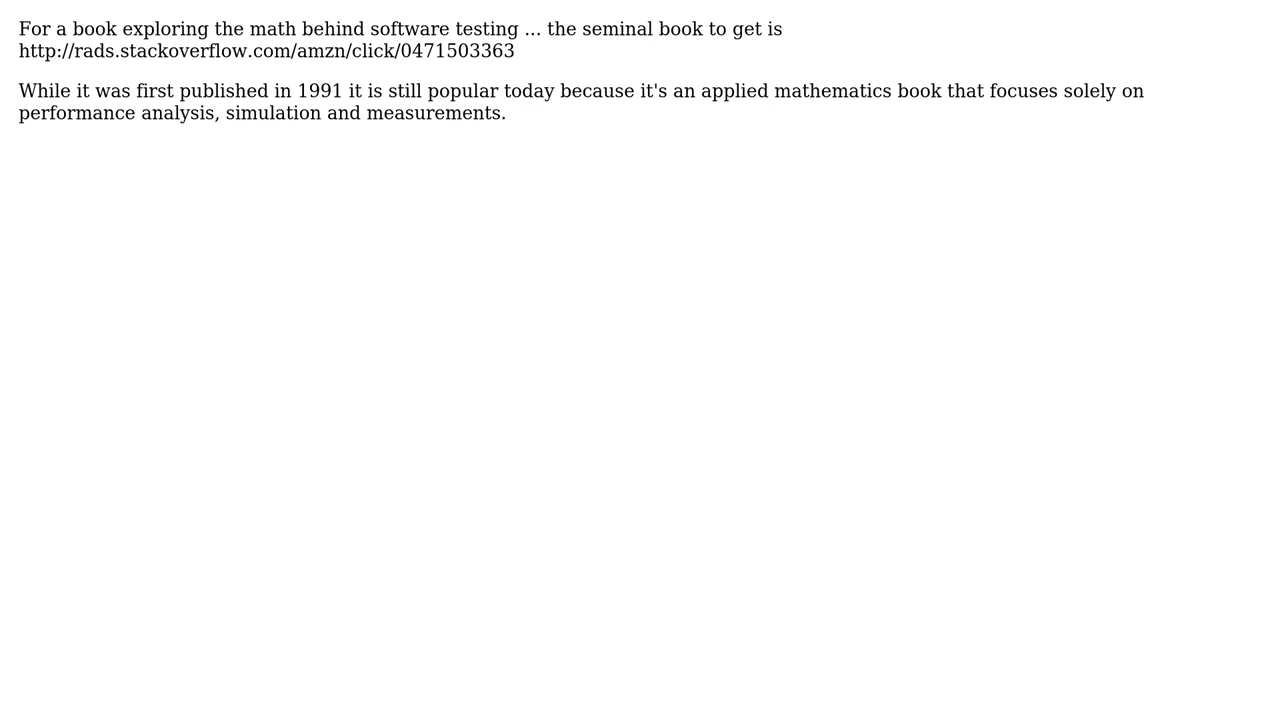 For a book exploring the math behind software testing ... the seminal book to get is
http://rads.stackoverflow.com/amzn/click/0471503363
While it was first published in 1991 it is still popular today because it's an applied mathematics book that focuses solely on
performance analysis, simulation and measurements.